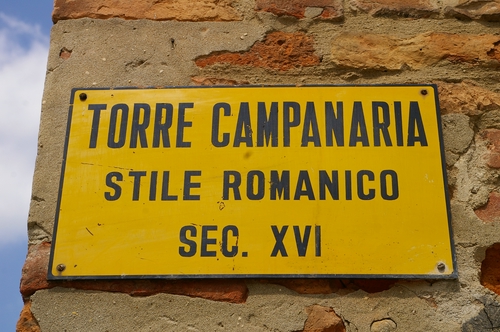 TORRE CAMPANARIA
STILE ROMANICO
SEC. XVI